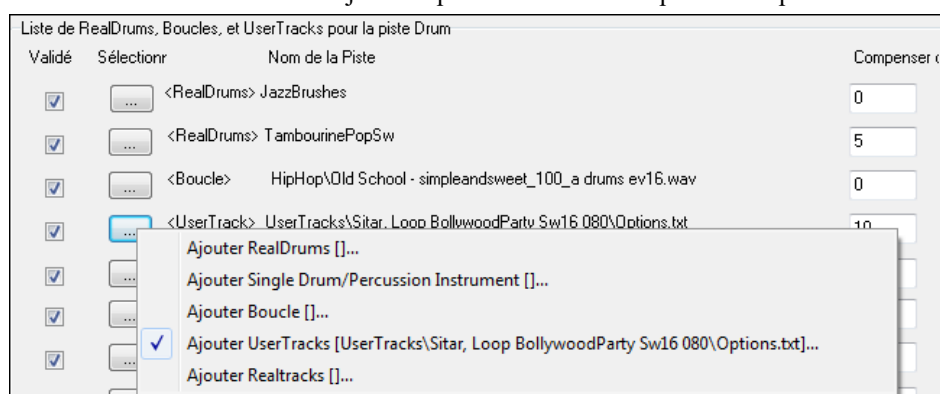 Liste de RealDrums, Boucles, et UserTracks pour la piste Drum
Validé Sélectionr Nom de la Piste Compenser
... <RealDrums> JazzBrushes 0
... <RealDrums> TambourinePopSw 5
... <Boucle> HipHop\Old School - simpleandsweet_100_a drums ev16.wav 0
... <UserTrack> UserTracks\Sitar, Loop BollywoodParty Sw16 080\Options.txt 10
Ajouter RealDrums []...
Ajouter Single Drum/Percussion Instrument []...
Ajouter Boucle []...
Ajouter UserTracks [UserTracks\Sitar, Loop BollywoodParty Sw16 080\Options.txt]...
Ajouter Realtracks []...